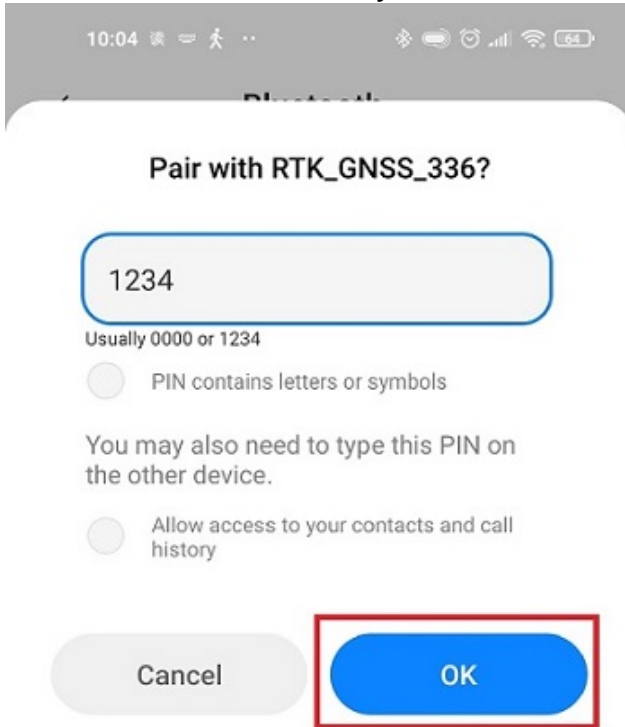 10:04
64
Bluetooth
Pair with RTK_GNSS_336?
1234
Usually 0000 or 1234
PIN contains letters or symbols
You may also need to type this PIN on
the other device.
Allow access to your contacts and call
history
Cancel
OK